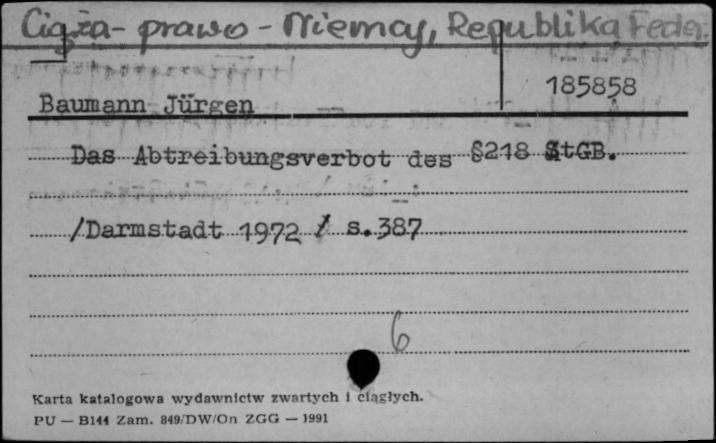 Ciąża - prawo - Niemcy, Republika Feder.
185858
Baumann Jürgen
Das Abtreibungsverbot des §218 StGB.
/Darmstadt 1972 / s. 387
6
Karta katalogowa wydawnictw zwartych i ciągłych.
PU — B144 Zam. 849/DW/On ZGG — 1991